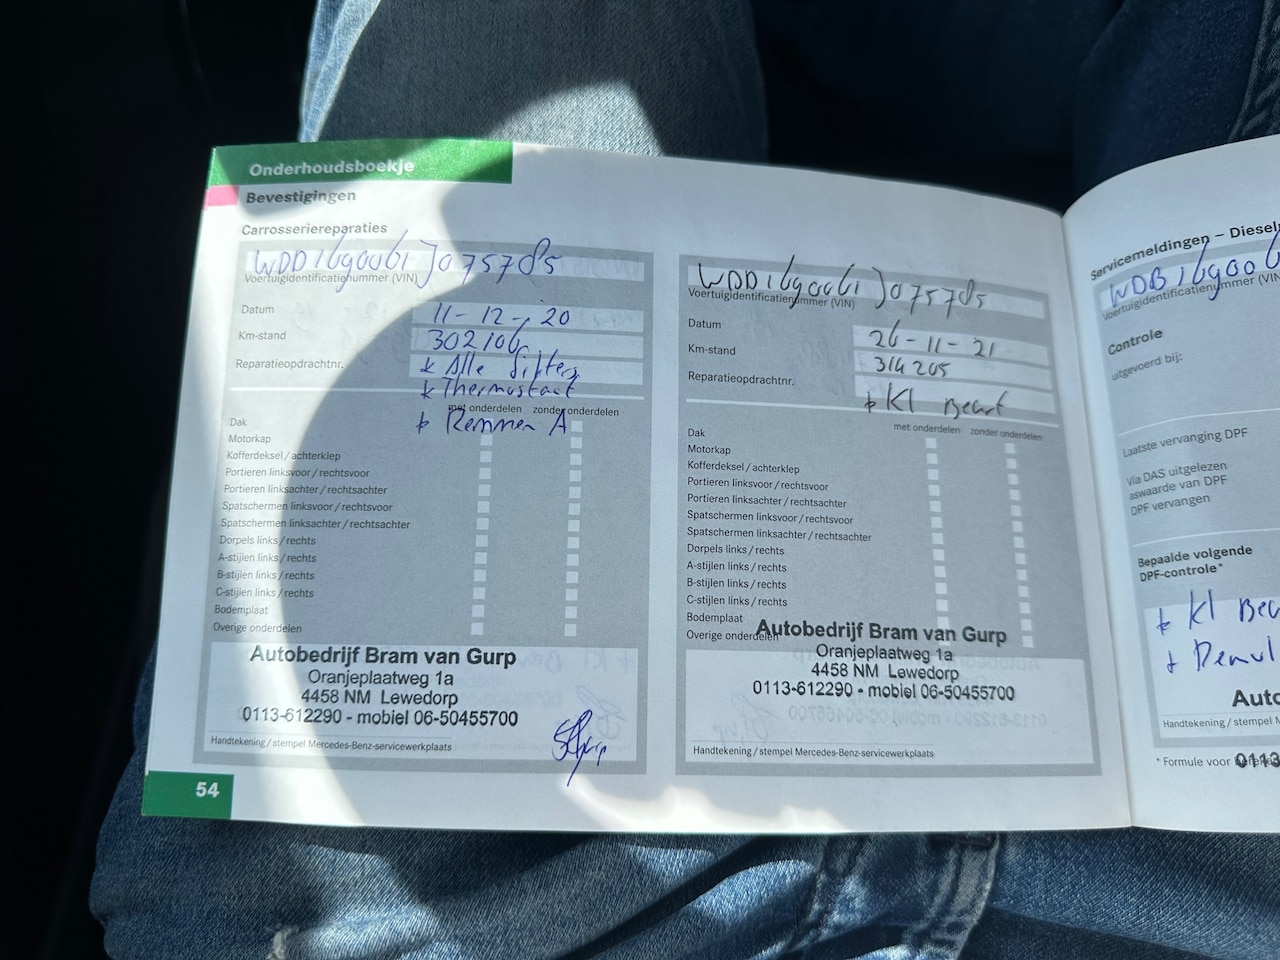 Onderhoudsboekje
Bevestigingen
Carrosseriereparaties
Voertuigidentificatienummer (VIN)
Datum 11-12-20
Km-stand 302106
Reparatieopdrachtnr. * Alle filters
* Thermostaat
met onderdelen zonder onderdelen
* Remmen A
Dak
Motorkap
Kofferdeksel/achterklep
Portieren linksvoor/rechtsvoor
Portieren linksachter/rechtsachter
Spatschermen linksvoor/rechtsvoor
Spatschermen linksachter/rechtsachter
Dorpels links/rechts
A-stijlen links/rechts
B-stijlen links/rechts
C-stijlen links/rechts
Bodemplaat
Overige onderdelen
Autobedrijf Bram van Gurp
Oranjeplaatweg 1a
4458 NM Lewedorp
0113-612290 - mobiel 06-50455700
Handtekening/stempel Mercedes-Benz-servicewerkplaats
54
Voertuigidentificatienummer (VIN)
Datum 26-11-21
Km-stand 314205
Reparatieopdrachtnr.
* Kl Beurt
met onderdelen zonder onderdelen
Dak
Motorkap
Kofferdeksel/achterklep
Portieren linksvoor/rechtsvoor
Portieren linksachter/rechtsachter
Spatschermen linksvoor/rechtsvoor
Spatschermen linksachter/rechtsachter
Dorpels links/rechts
A-stijlen links/rechts
B-stijlen links/rechts
C-stijlen links/rechts
Bodemplaat
Overige onderdelen
Autobedrijf Bram van Gurp
Oranjeplaatweg 1a
4458 NM Lewedorp
0113-612290 - mobiel 06-50455700
Handtekening/stempel Mercedes-Benz-servicewerkplaats
Servicemeldingen – Diesel
Voertuigidentificatienummer (VIN
Controle
uitgevoerd bij:
Laatste vervanging DPF
Via DAS uitgelezen
aswaarde van DPF
DPF vervangen
Bepaalde volgende
DPF-controle*
* Kl Beu
Auto
Handtekening/stempel M
* Formule voor
0113